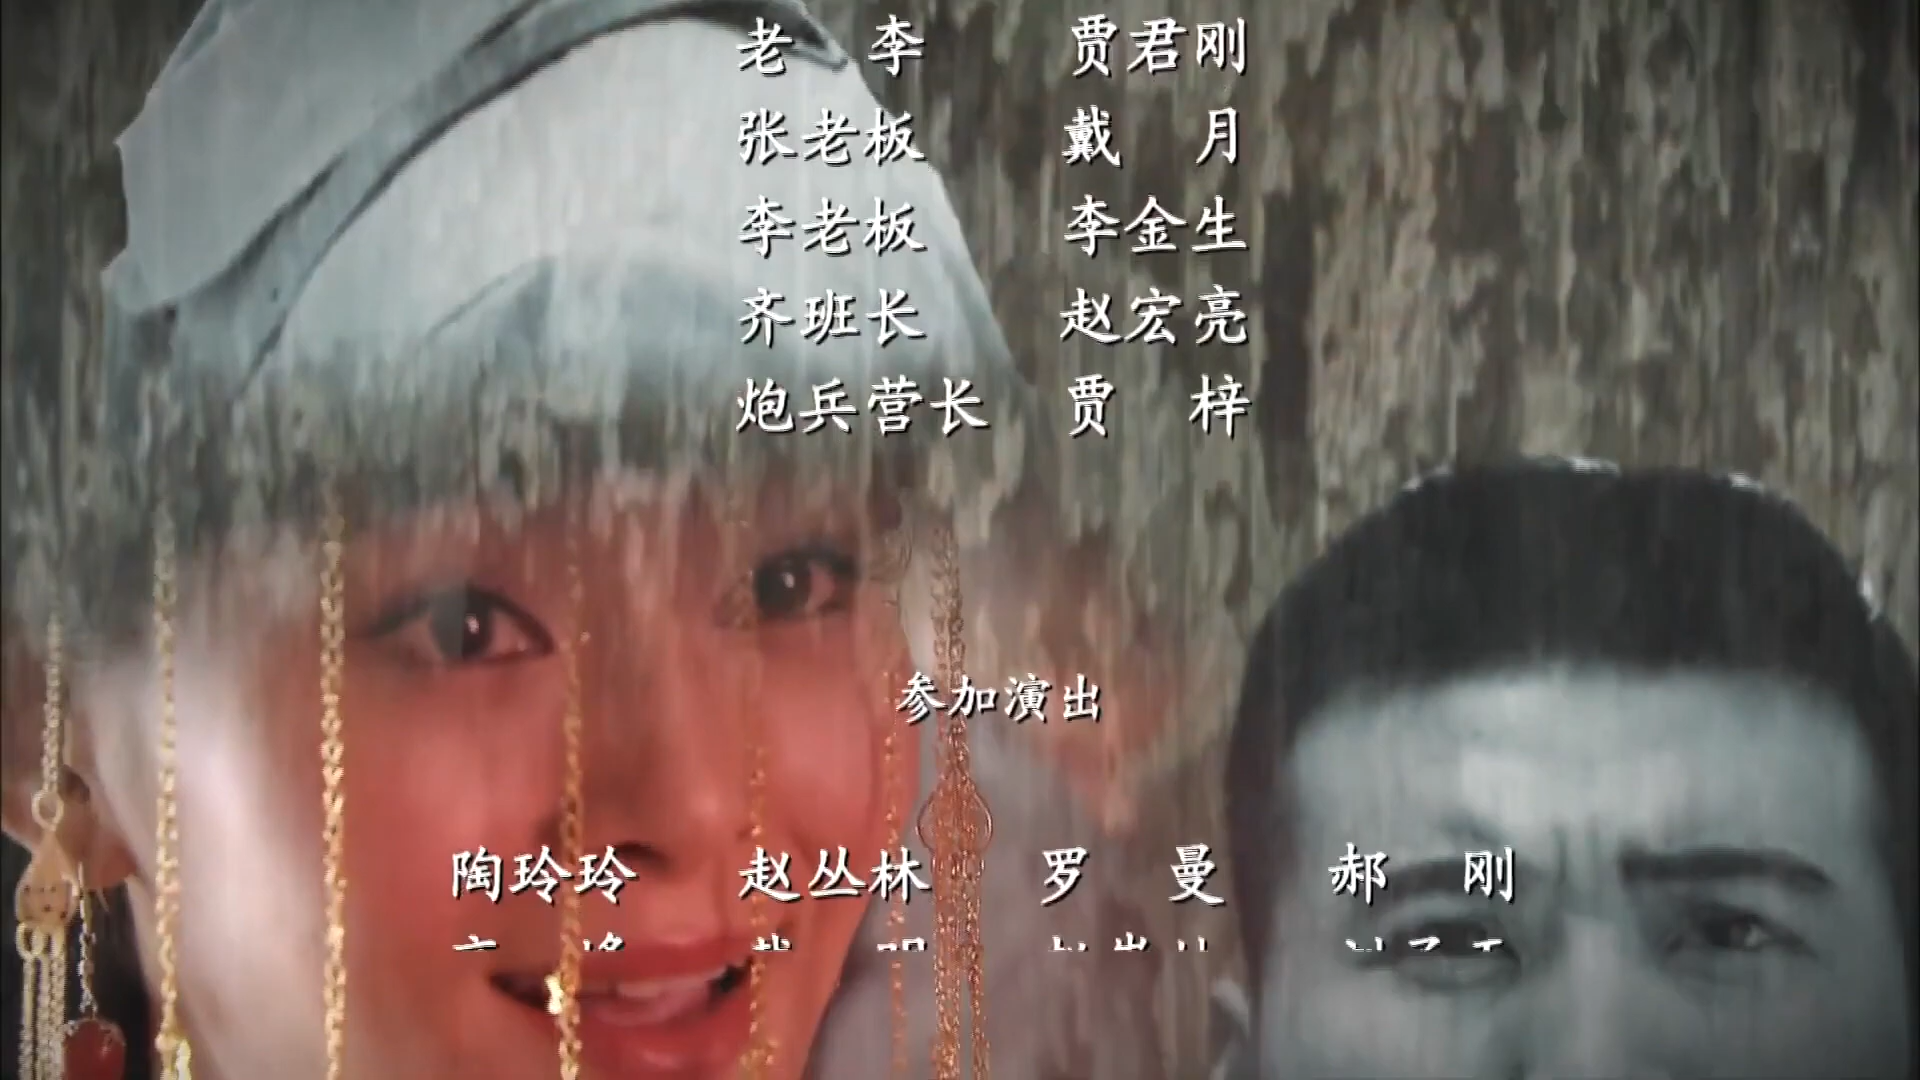 老 李 贾君刚
张老板 戴 月
李老板 李金生
齐班长 赵宏亮
炮兵营长 贾 梓
参加演出
陶玲玲 赵丛林 罗 曼 郝 刚